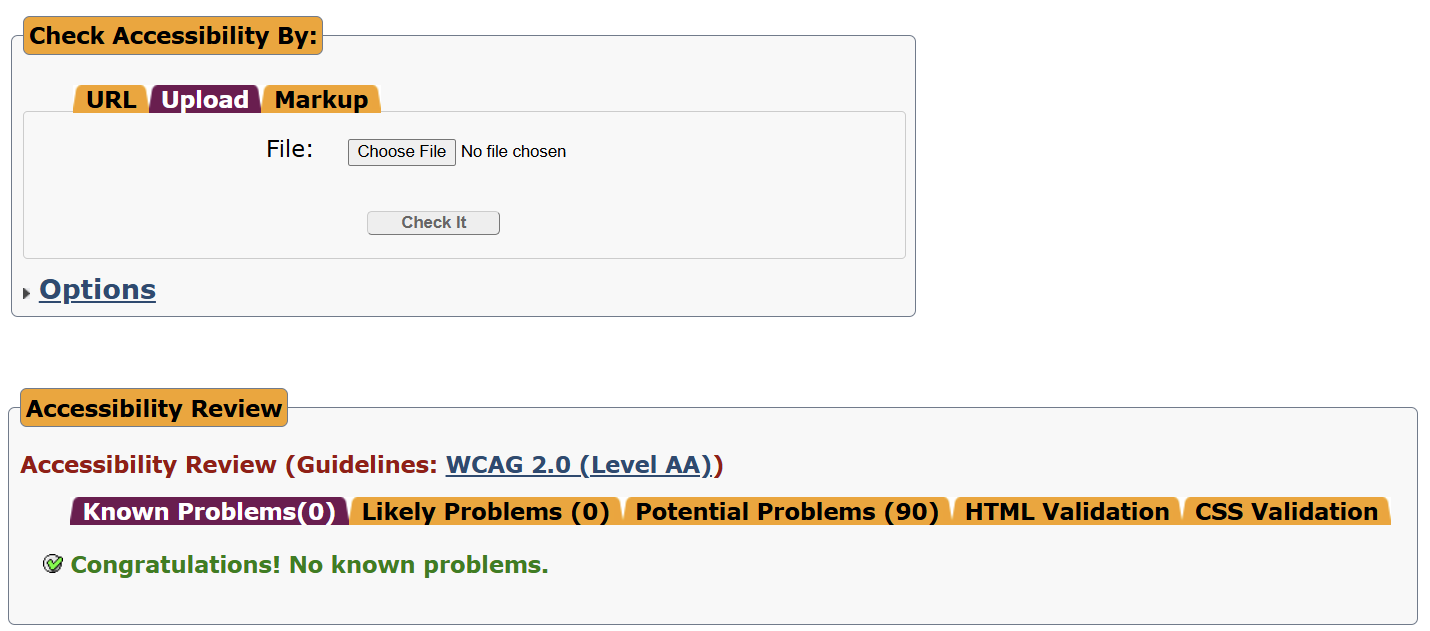 Check Accessibility By:
URL Upload Markup
File: Choose File No file chosen
Check It
Options
Accessibility Review
Accessibility Review (Guidelines: WCAG 2.0 (Level AA))
Known Problems(0) Likely Problems (0) Potential Problems (90) HTML Validation CSS Validation
Congratulations! No known problems.